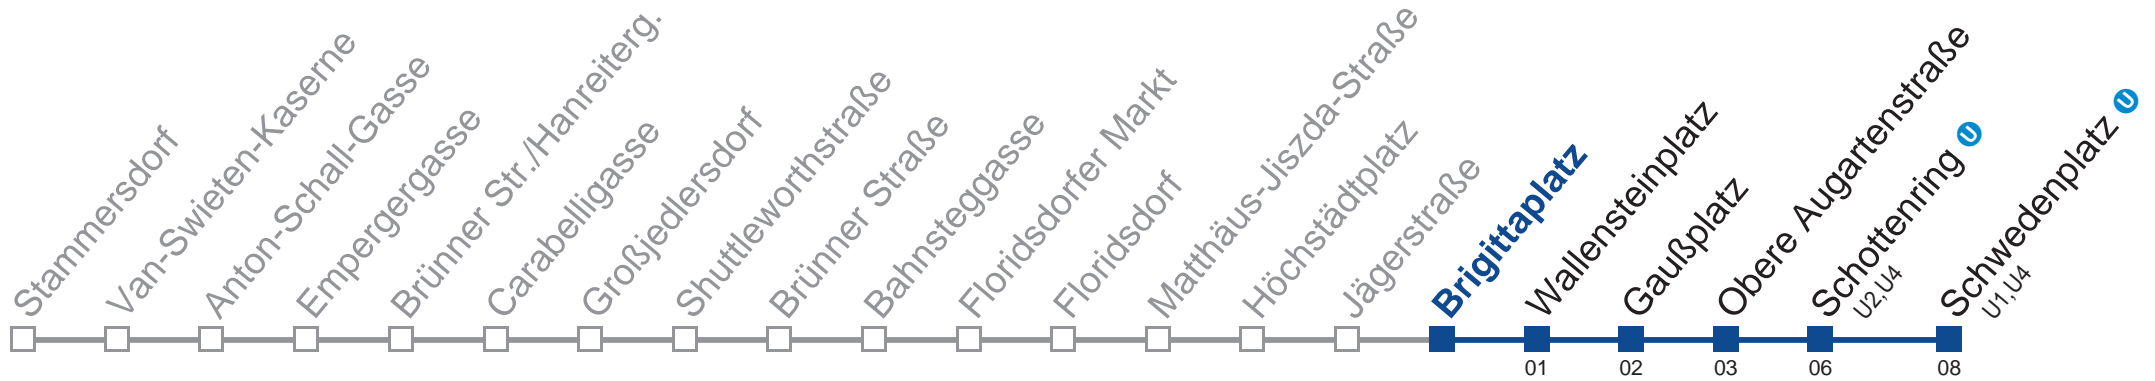 Stammersdorf
Van-Swieten-Kaserne
Anton-Schall-Gasse
Empergergasse
Brünner Str./Hanreiterg.
Carabelligasse
Großjedlersdorf
Shuttleworthstraße
Brünner Straße
Bahnsteggasse
Floridsdorfer Markt
Floridsdorf
Matthäus-Jiszda-Straße
Höchstädtplatz
Jägerstraße
Brigittaplatz
Wallensteinplatz
Gaußplatz
Obere Augartenstraße
Schottenring U
U2,U4
Schwedenplatz U
U1,U4
01
02
03
06
08